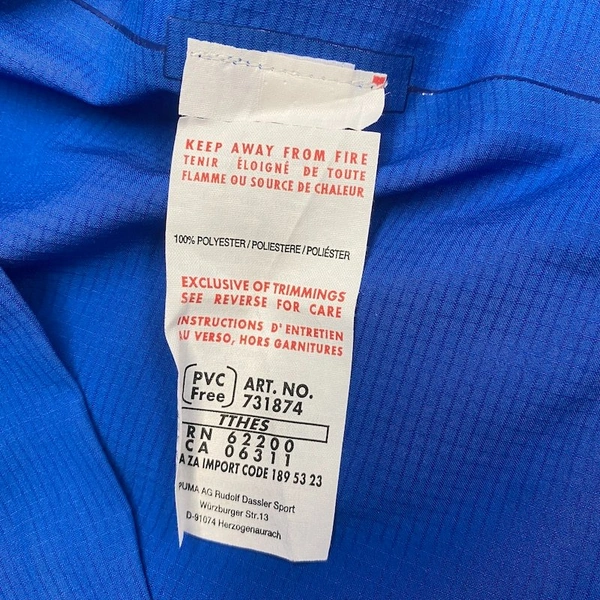 KEEP AWAY FROM FIRE
TENIR ÉLOIGNÉ DE TOUTE
FLAMME OU SOURCE DE CHALEUR
100% POLYESTER / POLIESTERE / POLIÉSTER
EXCLUSIVE OF TRIMMINGS
SEE REVERSE FOR CARE
INSTRUCTIONS D'ENTRETIEN
AU VERSO, HORS GARNITURES
PVC Free
ART. NO.
731874
TTHES
RN 62200
CA 06311
A ZA IMPORT CODE 189 53 23
PUMA AG Rudolf Dassler Sport
Würzburger Str.13
D-91074 Herzogenaurach